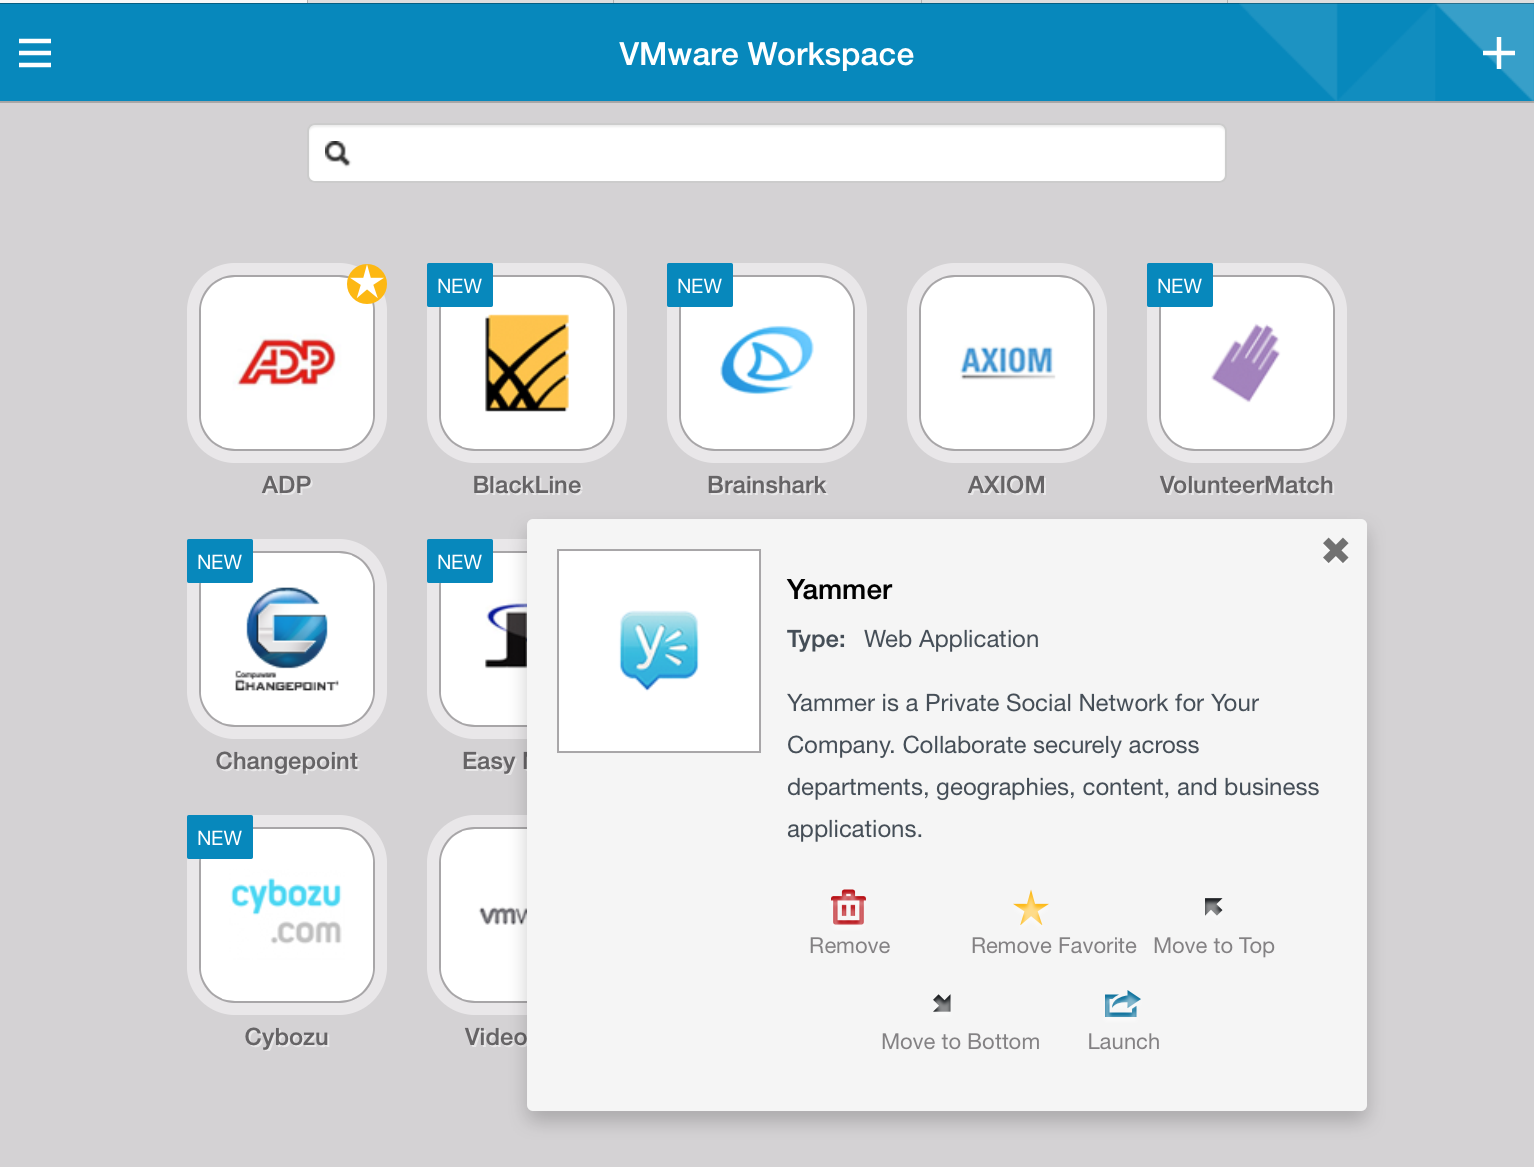 VMware Workspace
NEW
NEW
NEW
ADP
AXIOM
ADP
BlackLine
Brainshark
AXIOM
VolunteerMatch
NEW
NEW
Compuware
CHANGEPOINT
Changepoint
Easy
Yammer
Type: Web Application
Yammer is a Private Social Network for Your
Company. Collaborate securely across
departments, geographies, content, and business
applications.
Remove
Remove Favorite
Move to Top
Move to Bottom
Launch
NEW
cybozu
.com
vmw
Cybozu
Video